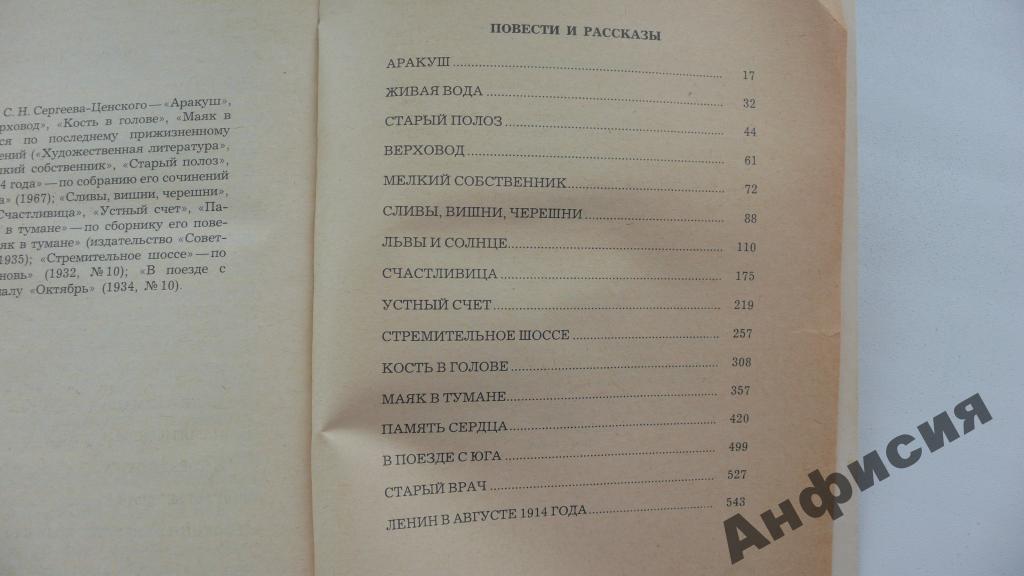 С. Н. Сергеева-Ценского — «Аракуш»,
рховод», «Кость в голове», «Маяк в
ся по последнему прижизненному
ений («Художественная литература»,
кий собственник», «Старый полоз»,
4 года» — по собранию его сочинений
а» (1967); «Сливы, вишни, черешни»,
Счастливица», «Устный счет», «Па-
в тумане» — по сборнику его пове-
аяк в тумане» (издательство «Совет-
1935); «Стремительное шоссе» — по
новь» (1932, № 10); «В поезде с
алу «Октябрь» (1934, № 10).
ПОВЕСТИ И РАССКАЗЫ
АРАКУШ 17
ЖИВАЯ ВОДА 32
СТАРЫЙ ПОЛОЗ 44
ВЕРХОВОД 61
МЕЛКИЙ СОБСТВЕННИК 72
СЛИВЫ, ВИШНИ, ЧЕРЕШНИ 88
ЛЬВЫ И СОЛНЦЕ 110
СЧАСТЛИВИЦА 175
УСТНЫЙ СЧЕТ 219
СТРЕМИТЕЛЬНОЕ ШОССЕ 257
КОСТЬ В ГОЛОВЕ 308
МАЯК В ТУМАНЕ 357
ПАМЯТЬ СЕРДЦА 420
В ПОЕЗДЕ С ЮГА 499
СТАРЫЙ ВРАЧ 527
ЛЕНИН В АВГУСТЕ 1914 ГОДА 543
Анфисия